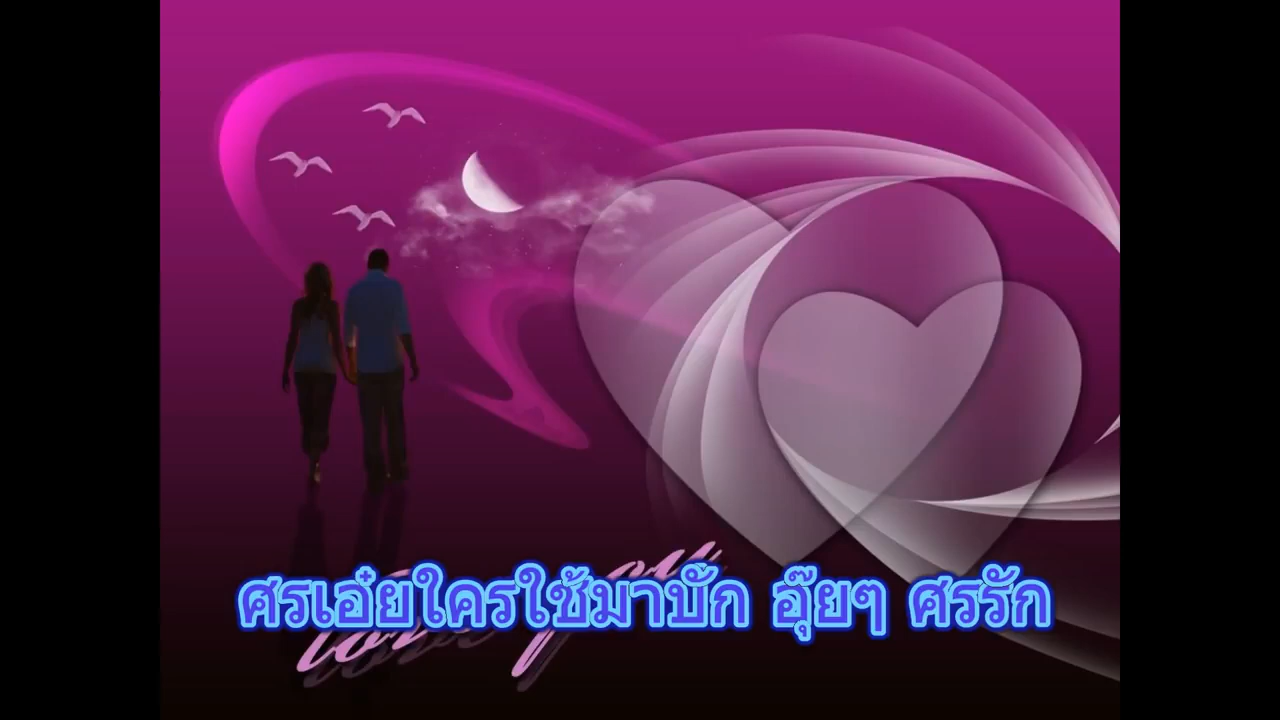 ศรเอ๋ยใครใช้มาบั๊ก อุ๊ยๆ ศรรัก